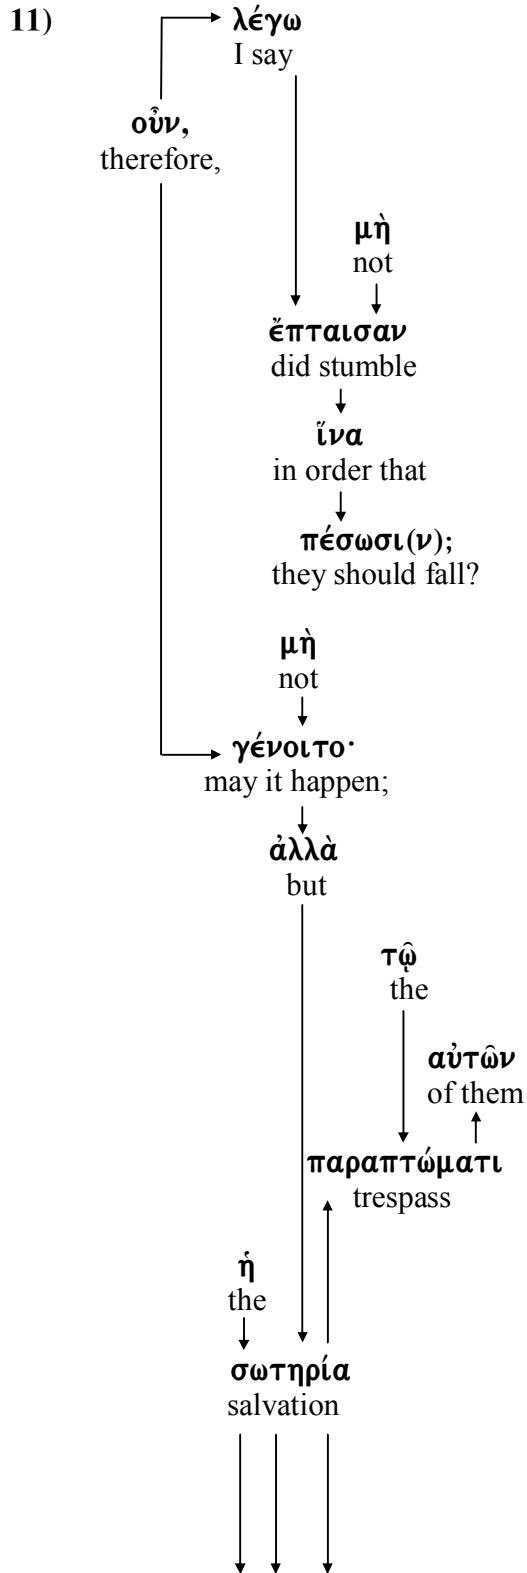 11)
λέγω
I say
οὖν,
therefore,
μὴ
not
ἔπταισαν
did stumble
ἵνα
in order that
πέσωσι(ν);
they should fall?
μὴ
not
γένοιτο·
may it happen;
ἀλλὰ
but
τῷ
the
αὐτῶν
of them
παραπτώματι
trespass
ἡ
the
σωτηρία
salvation